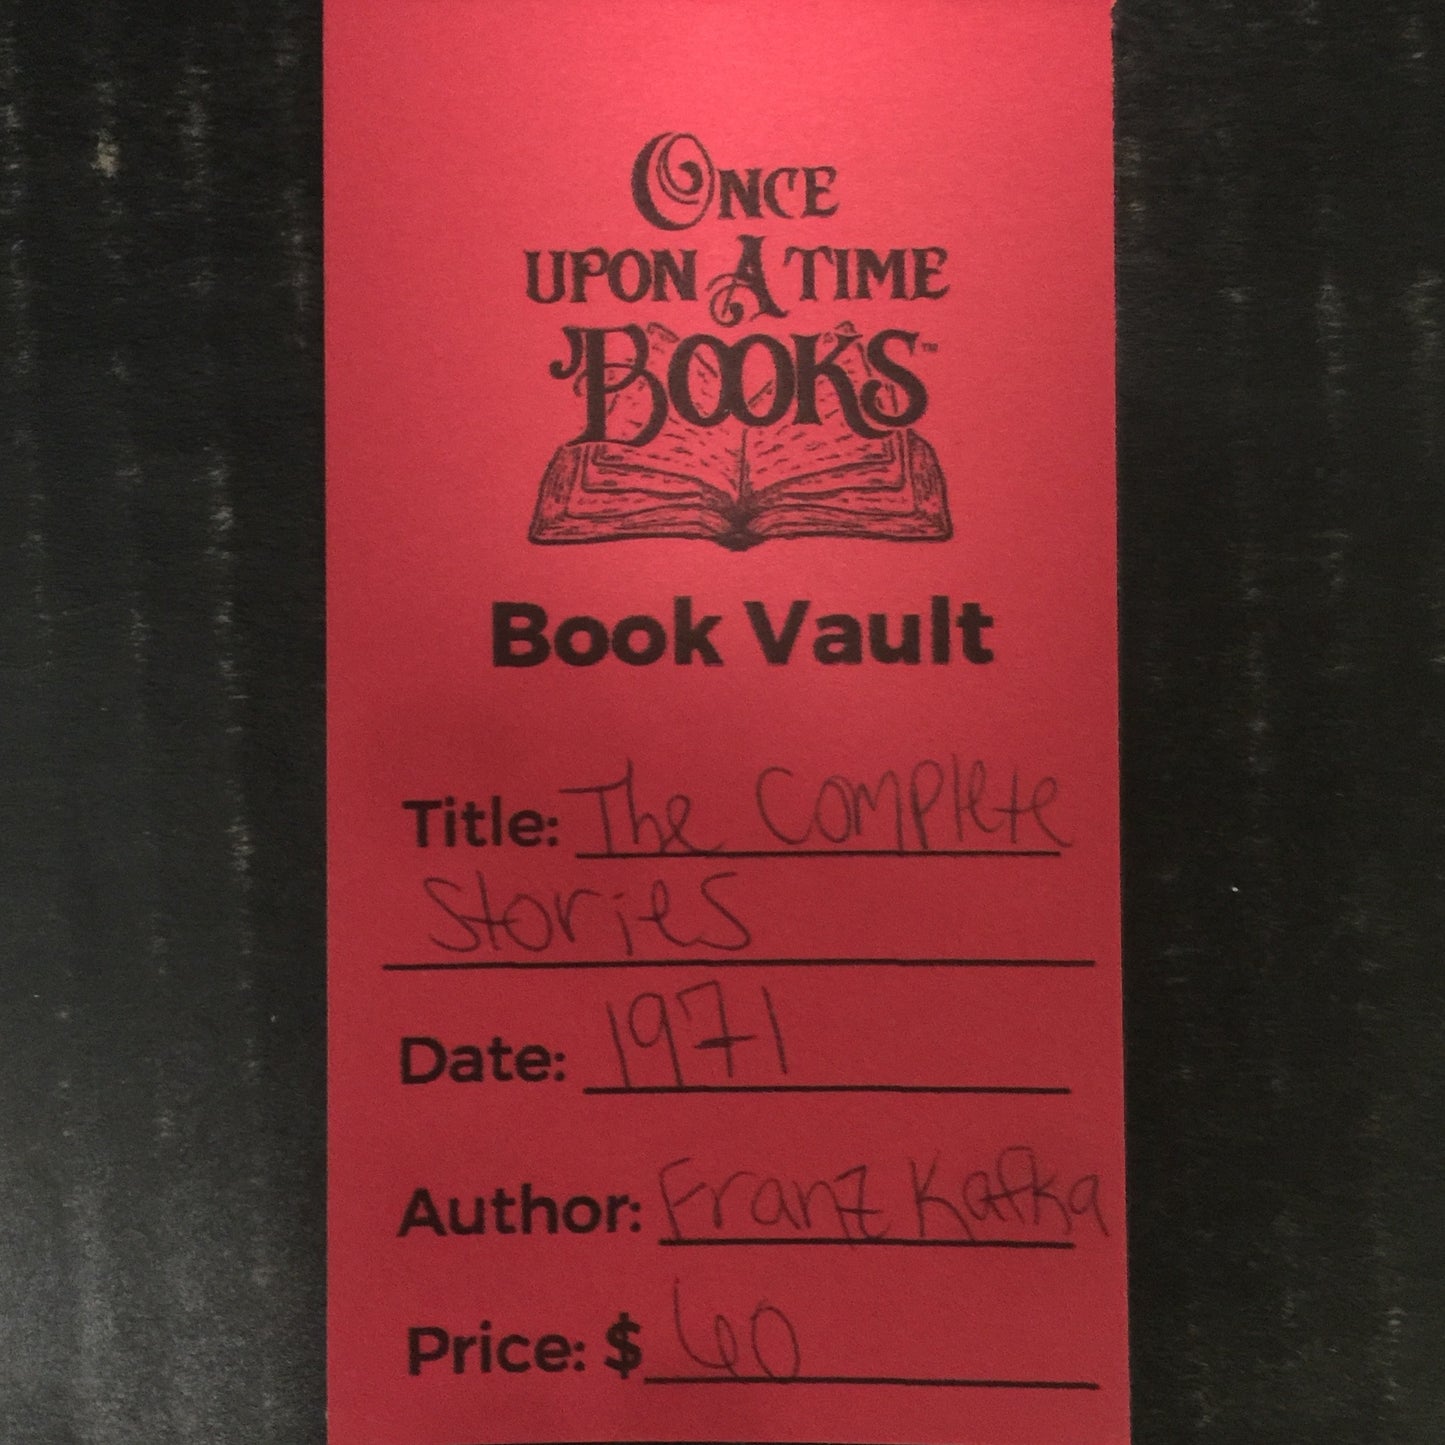 ONCE
UPON A TIME
BOOKS™
Book Vault
Title: The Complete
Stories
Date: 1971
Author: Franz Kafka
Price: $ 60